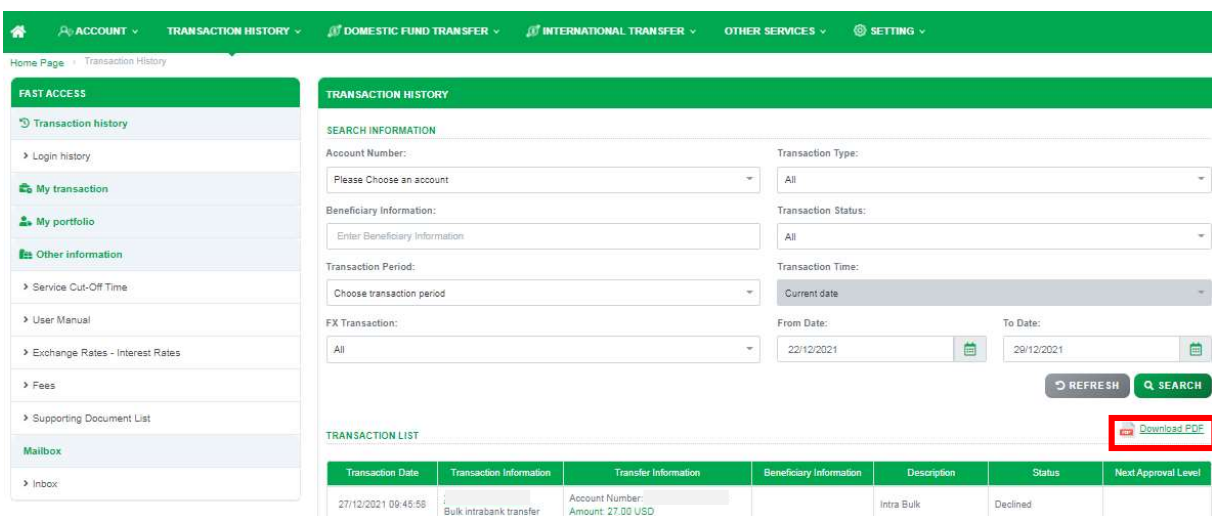 ACCOUNT TRANSACTION HISTORY DOMESTIC FUND TRANSFER INTERNATIONAL TRANSFER OTHER SERVICES SETTING
Home Page Transaction History
FAST ACCESS
Transaction history
> Login history
My transaction
My portfolio
Other information
> Service Cut-Off Time
> User Manual
> Exchange Rates - Interest Rates
> Fees
> Supporting Document List
Mailbox
> Inbox
TRANSACTION HISTORY
SEARCH INFORMATION
Account Number: Transaction Type:
Please Choose an account All
Beneficiary Information: Transaction Status:
Enter Beneficiary Information All
Transaction Period: Transaction Time:
Choose transaction period Current date
FX Transaction: From Date: To Date:
All 22/12/2021 29/12/2021
REFRESH SEARCH
TRANSACTION LIST Download PDF
Transaction Date Transaction Information Transfer Information Beneficiary Information Description Status Next Approval Level
27/12/2021 09:45:58 Bulk intrabank transfer Account Number: Intra Bulk Declined
Amount: 27.00 USD